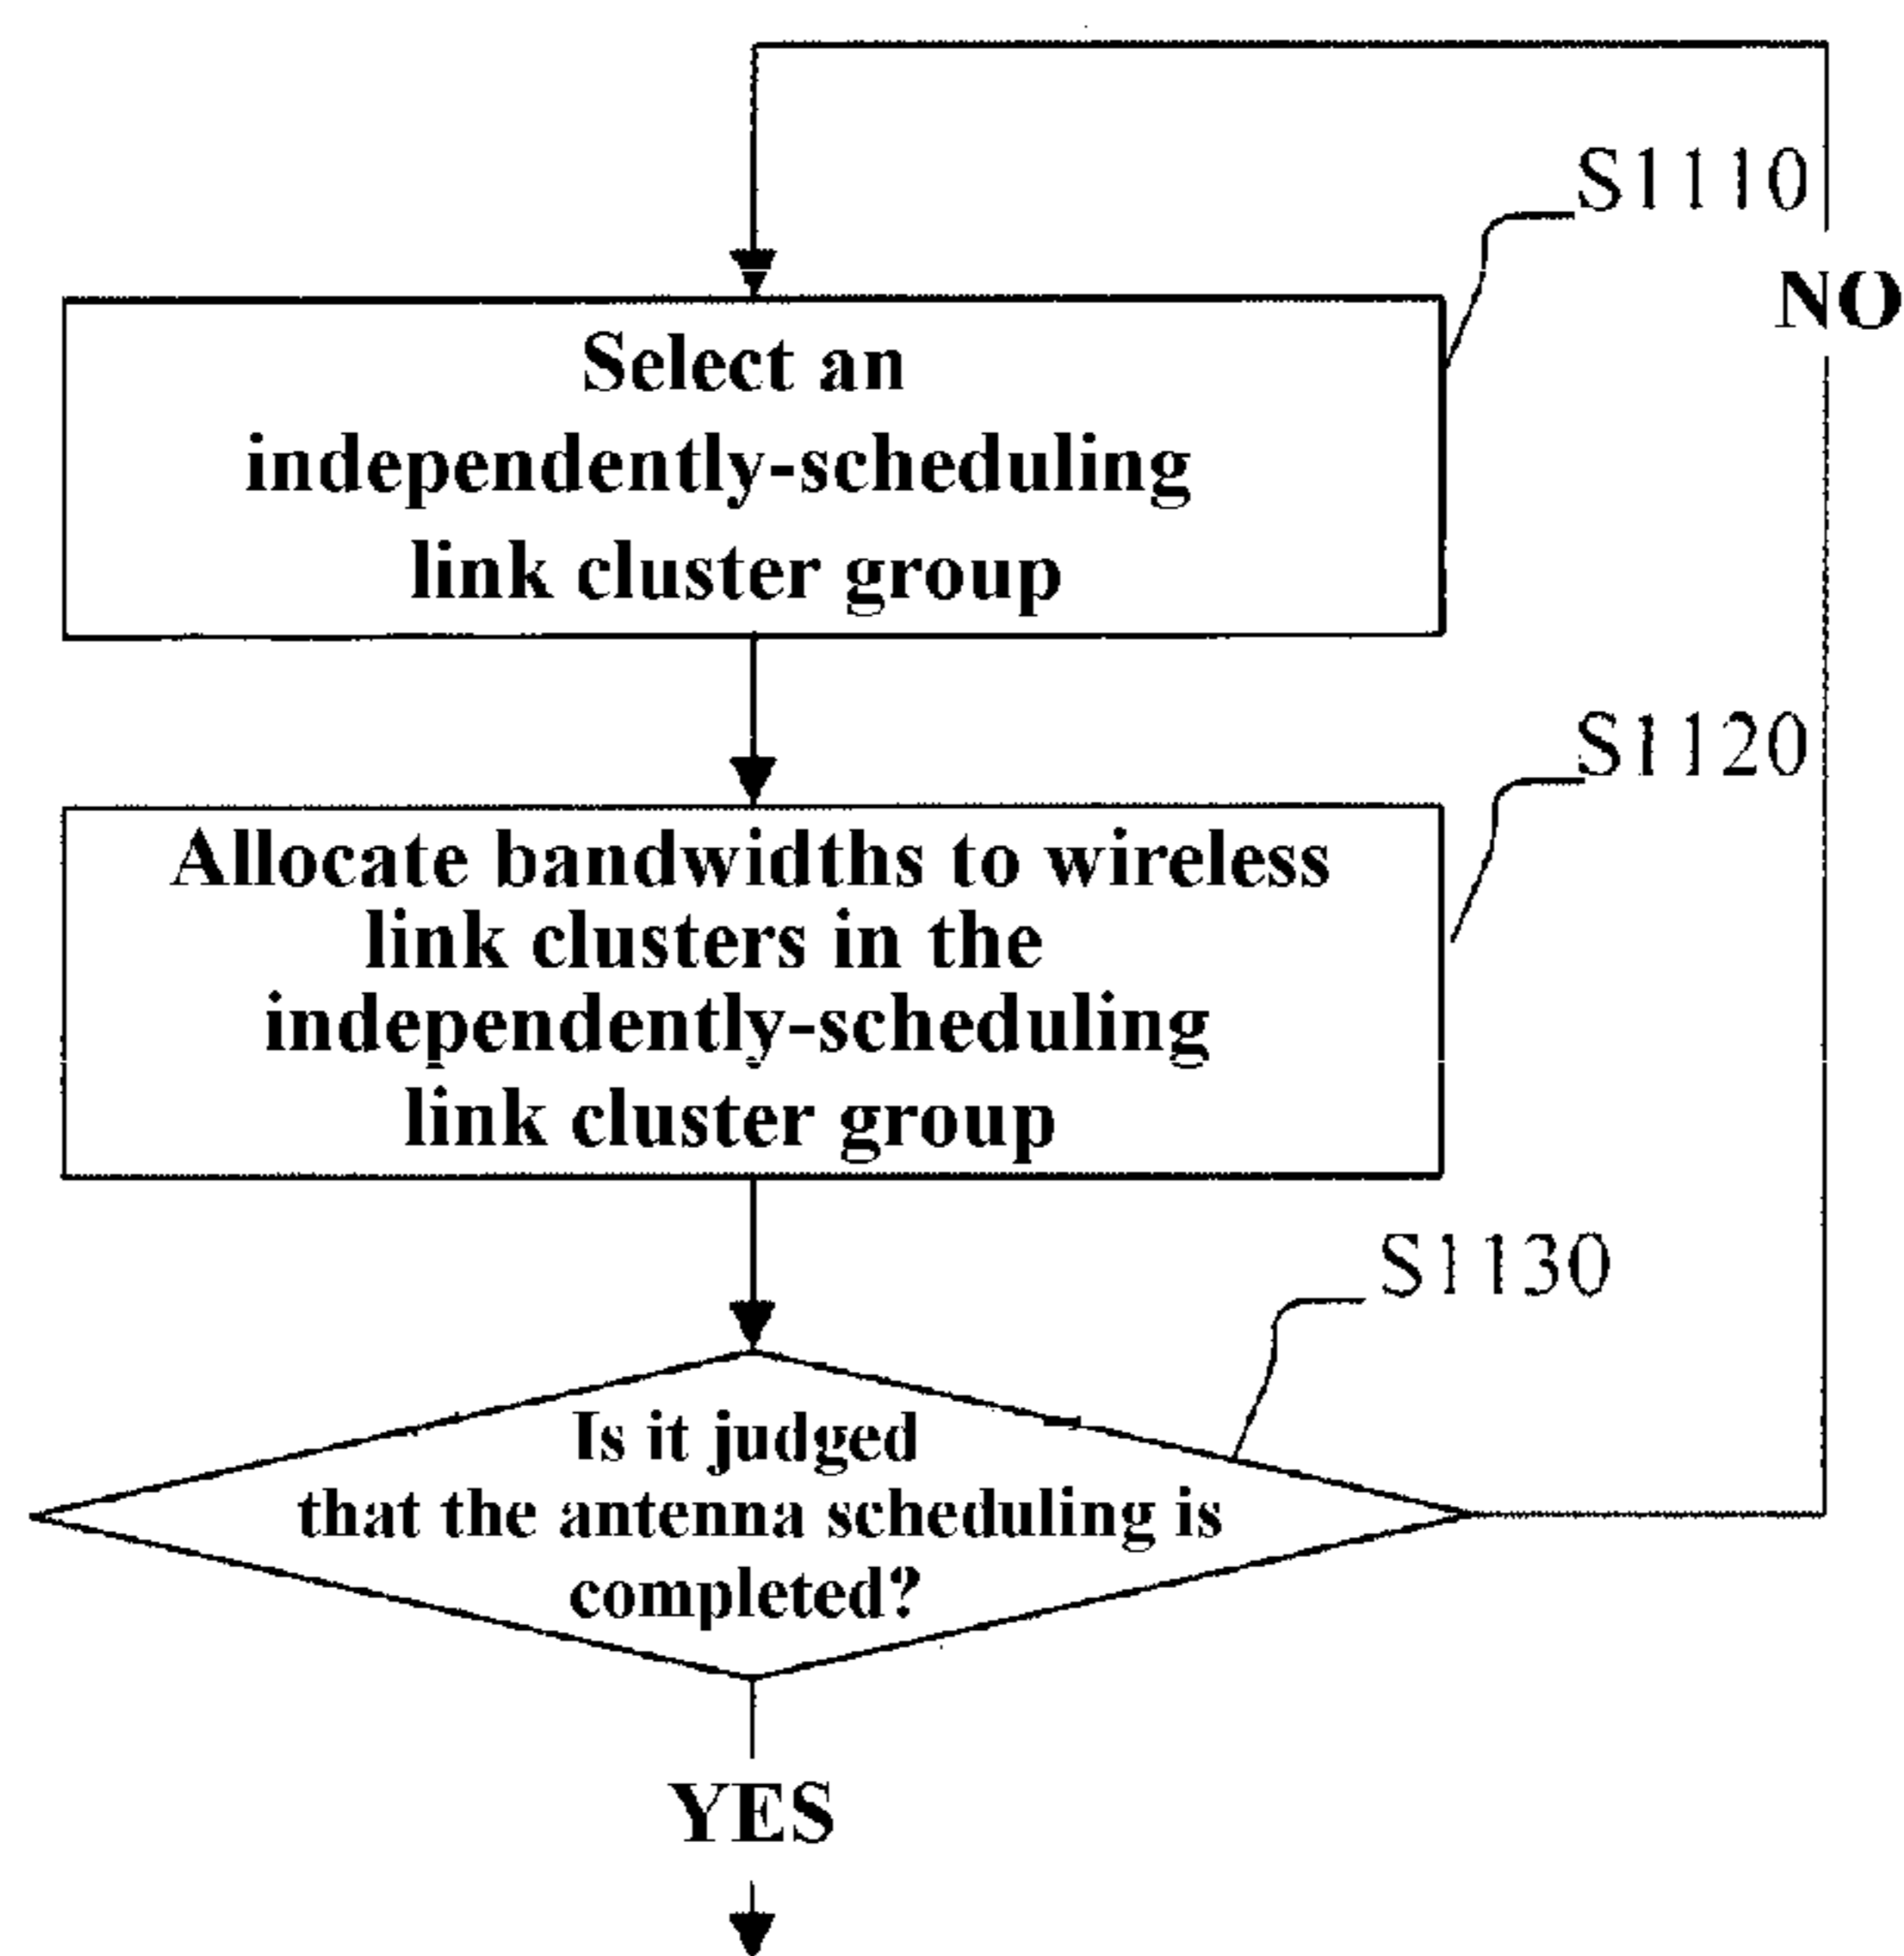 S1110
NO
Select an
independently-scheduling
link cluster group
S1120
Allocate bandwidths to wireless
link clusters in the
independently-scheduling
link cluster group
S1130
Is it judged
that the antenna scheduling is
completed?
YES